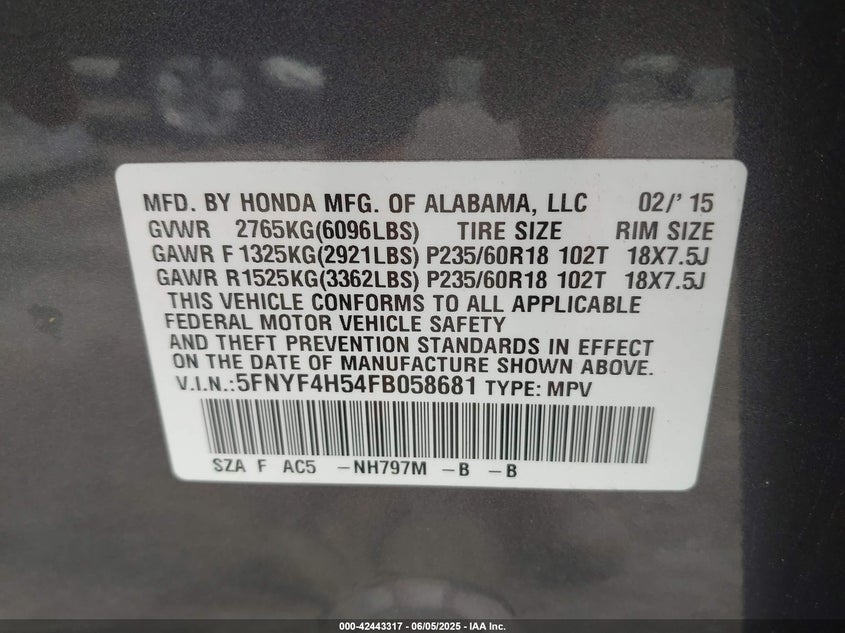 MFD. BY HONDA MFG. OF ALABAMA, LLC 02/'15
GVWR 2765KG(6096LBS) TIRE SIZE RIM SIZE
GAWR F 1325KG(2921LBS) P235/60R18 102T 18X7.5J
GAWR R1525KG(3362LBS) P235/60R18 102T 18X7.5J
THIS VEHICLE CONFORMS TO ALL APPLICABLE
FEDERAL MOTOR VEHICLE SAFETY
AND THEFT PREVENTION STANDARDS IN EFFECT
ON THE DATE OF MANUFACTURE SHOWN ABOVE.
V.I.N.:5FNYF4H54FB058681 TYPE: MPV
SZA F AC5 -NH797M -B -B
000-42443317 - 06/05/2025 - IAA Inc.